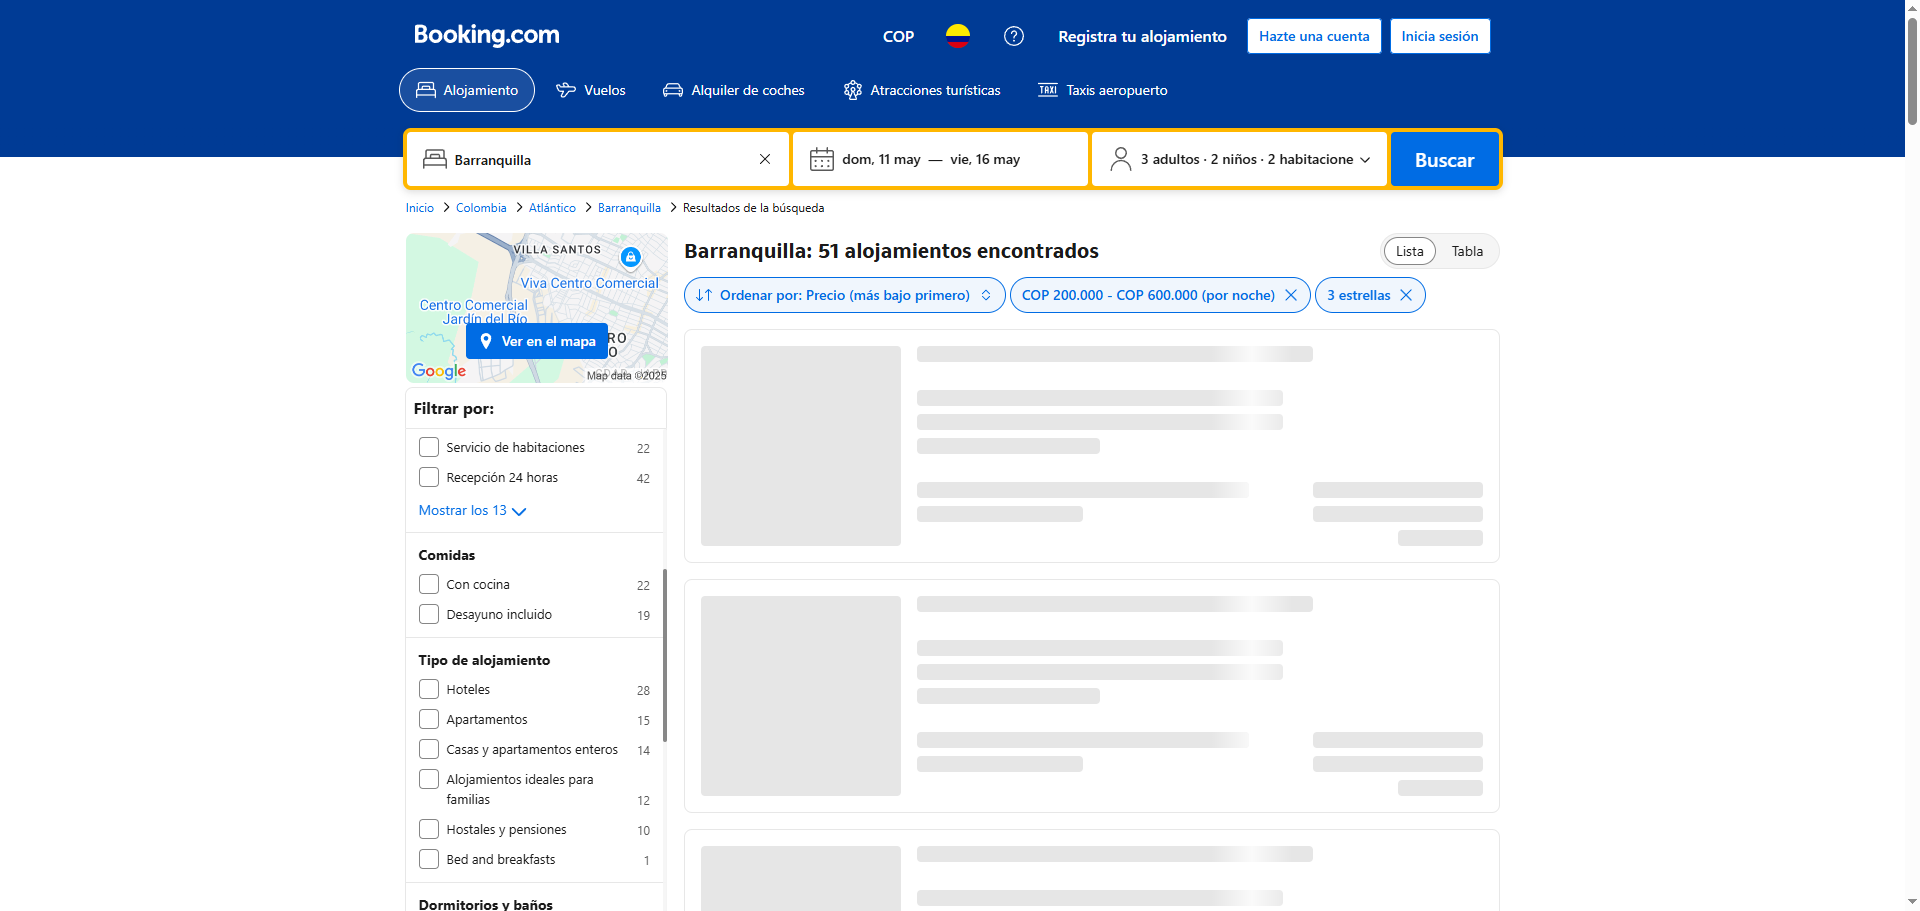 Booking.com
COP
Registra tu alojamiento
Hazte una cuenta
Inicia sesión
Alojamiento
Vuelos
Alquiler de coches
Atracciones turísticas
TAXI Taxis aeropuerto
Barranquilla
dom, 11 may — vie, 16 may
3 adultos · 2 niños · 2 habitacione
Buscar
Inicio
Colombia
Atlántico
Barranquilla
Resultados de la búsqueda
VILLA SANTOS
Viva Centro Comercial
Centro Comercial
Jardín del Río
Ver en el mapa
RO
O
Google
Map data ©2025
Filtrar por:
Servicio de habitaciones 22
Recepción 24 horas 42
Mostrar los 13
Comidas
Con cocina 22
Desayuno incluido 19
Tipo de alojamiento
Hoteles 28
Apartamentos 15
Casas y apartamentos enteros 14
Alojamientos ideales para
familias 12
Hostales y pensiones 10
Bed and breakfasts 1
Dormitorios y baños
Barranquilla: 51 alojamientos encontrados
Lista
Tabla
Ordenar por: Precio (más bajo primero)
COP 200.000 - COP 600.000 (por noche)
3 estrellas